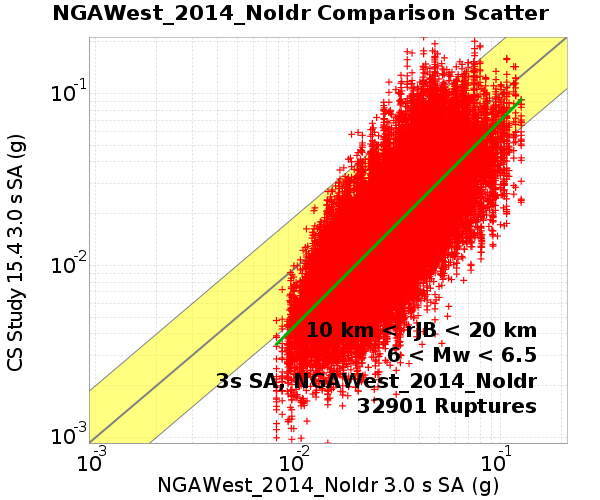 NGAWest_2014_NoIdr Comparison Scatter
CS Study 15.4 3.0 s SA (g)
10-1
10-2
10-3
10 km < rJB < 20 km
6 < Mw < 6.5
3s SA, NGAWest_2014_NoIdr
32901 Ruptures
10-3 10-2 10-1
NGAWest_2014_NoIdr 3.0 s SA (g)